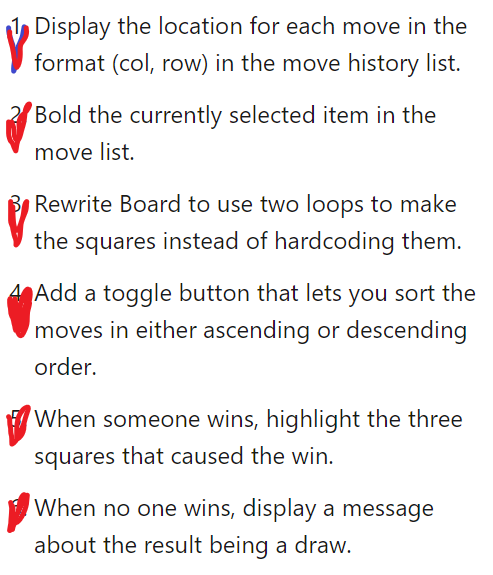 1. Display the location for each move in the
format (col, row) in the move history list.
2. Bold the currently selected item in the
move list.
3. Rewrite Board to use two loops to make
the squares instead of hardcoding them.
4. Add a toggle button that lets you sort the
moves in either ascending or descending
order.
5. When someone wins, highlight the three
squares that caused the win.
When no one wins, display a message
about the result being a draw.